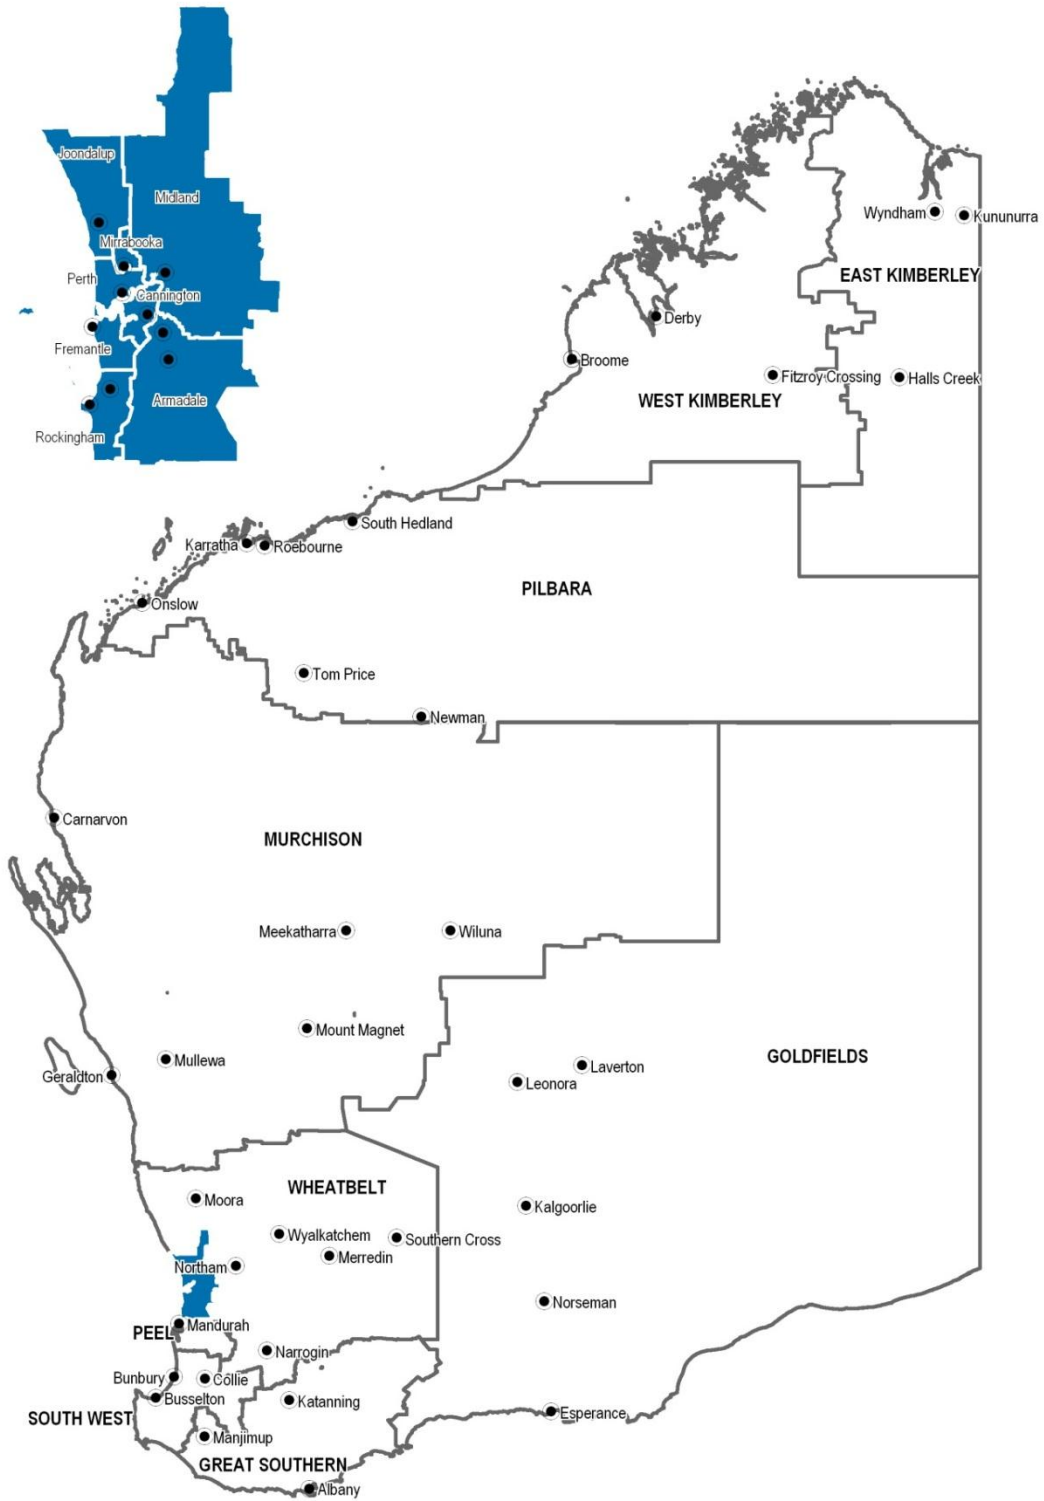 Joondalup
Midland
Mirrabooka
Perth
Cannington
Fremantle
Armadale
Rockingham
Wyndham
Kununurra
EAST KIMBERLEY
Derby
Broome
Fitzroy Crossing
Halls Creek
WEST KIMBERLEY
South Hedland
Karratha
Roebourne
PILBARA
Onslow
Tom Price
Newman
Carnarvon
MURCHISON
Meekatharra
Wiluna
Mount Magnet
Mullewa
GOLDFIELDS
Laverton
Geraldton
Leonora
WHEATBELT
Moora
Kalgoorlie
Wyalkatchem
Southern Cross
Merredin
Northam
Norseman
Mandurah
PEEL
Narrogin
Bunbury
Collie
Busselton
Katanning
Esperance
SOUTH WEST
Manjimup
GREAT SOUTHERN
Albany